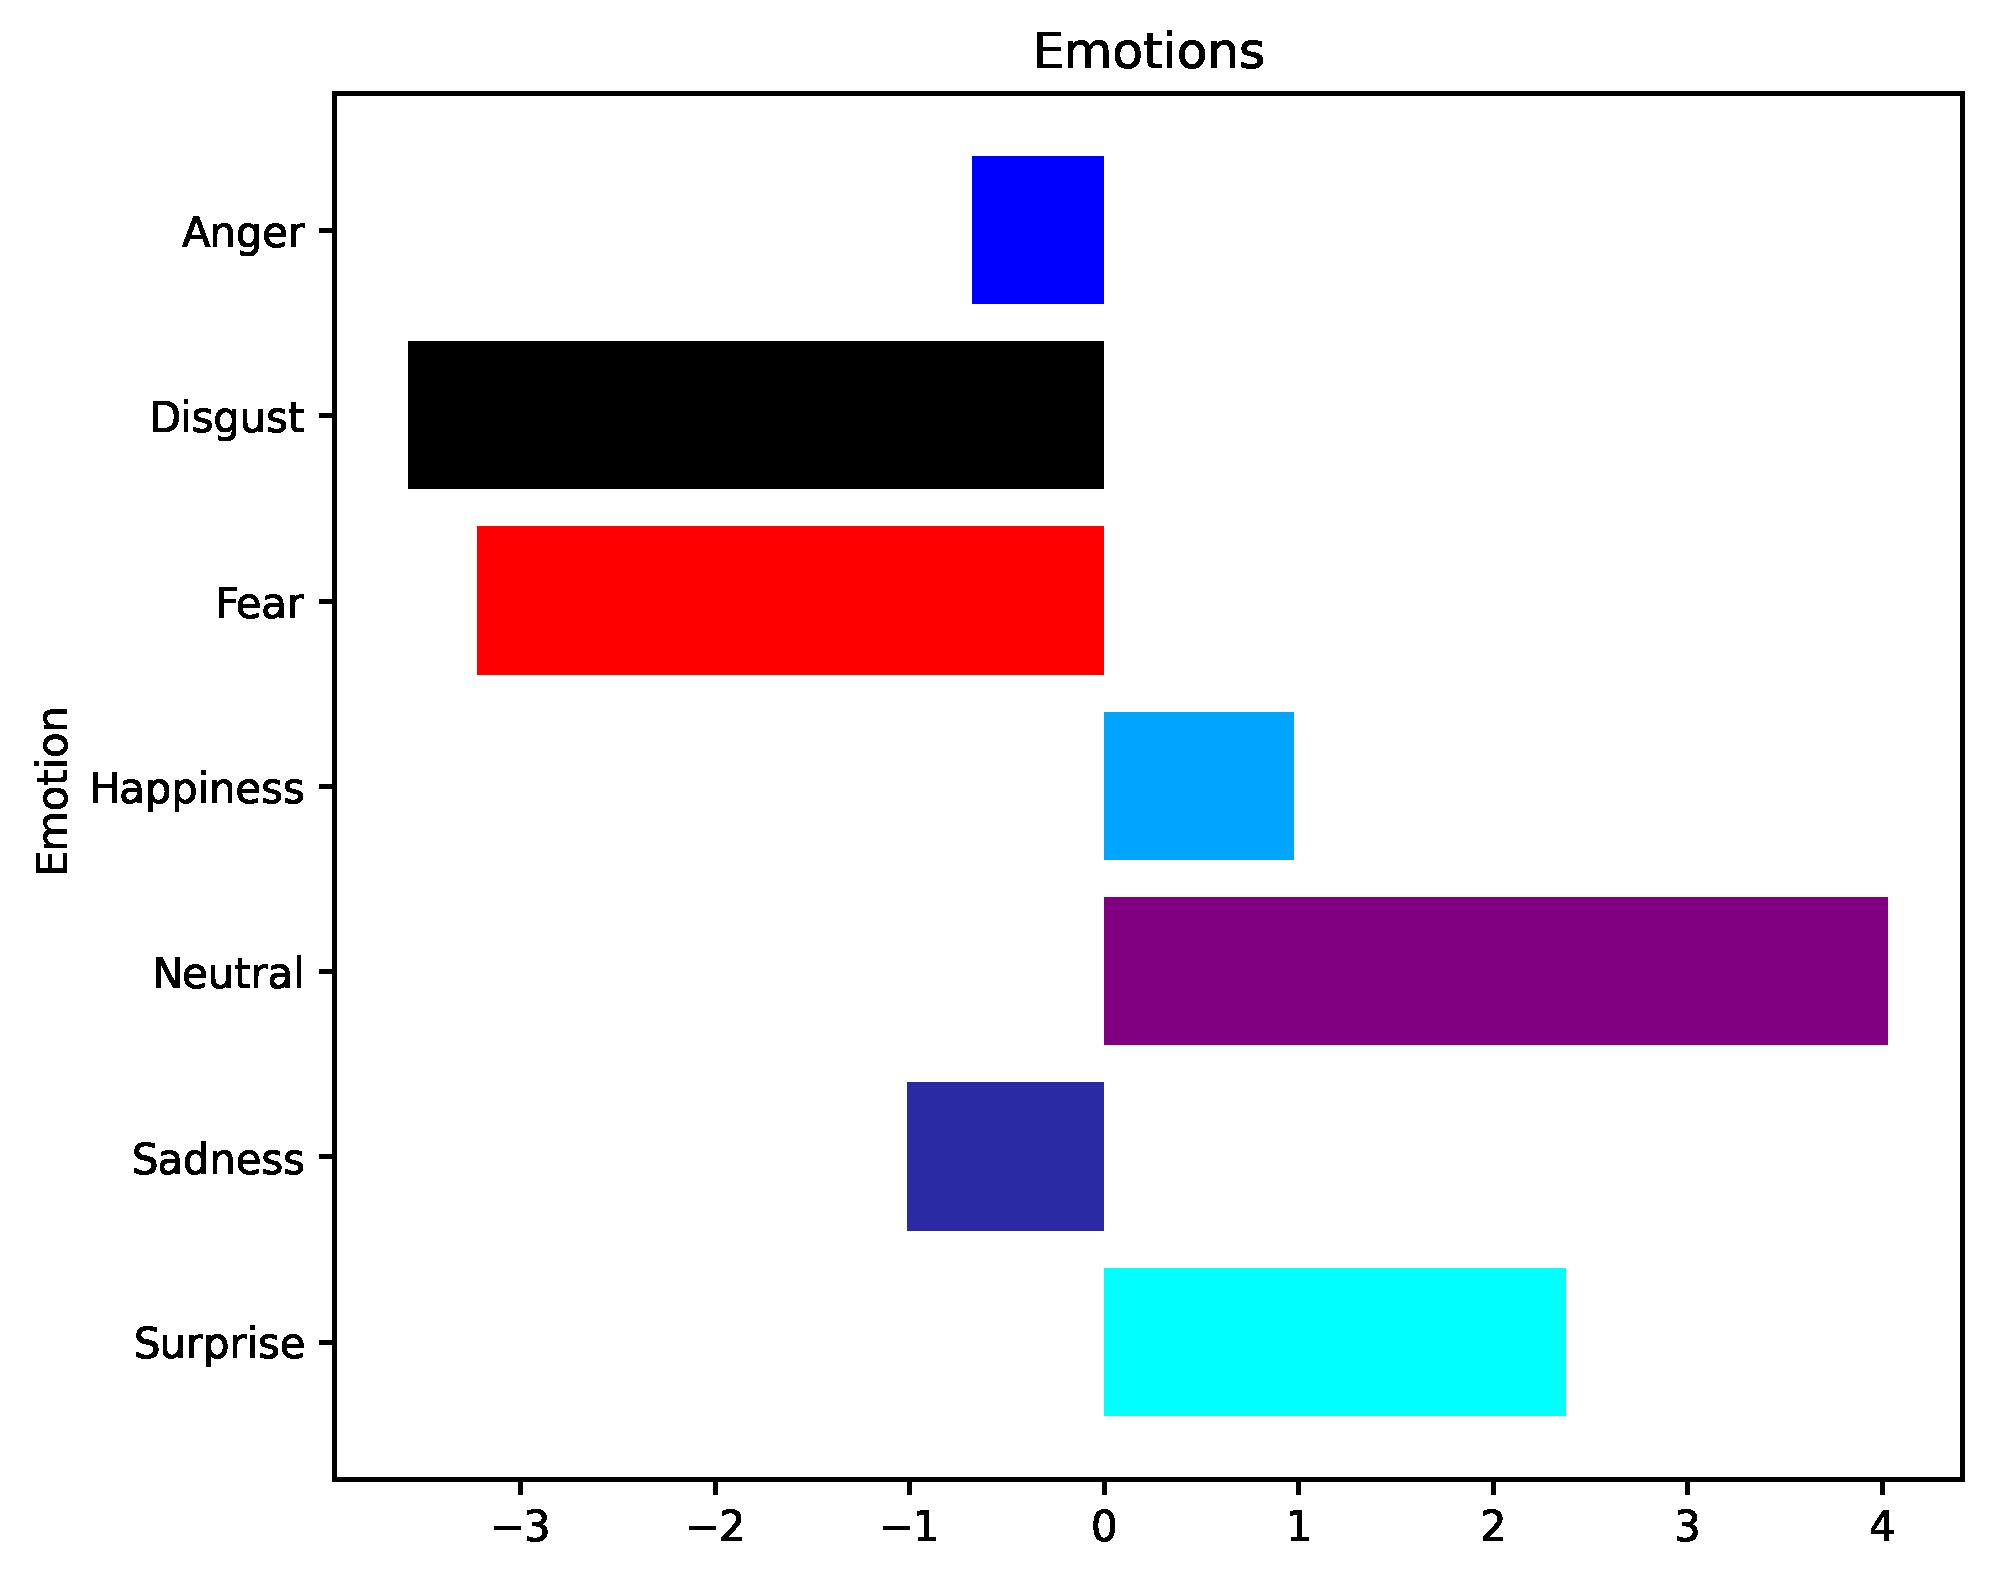 Emotions
Emotion
Anger
Disgust
Fear
Happiness
Neutral
Sadness
Surprise
−3 −2 −1 0 1 2 3 4